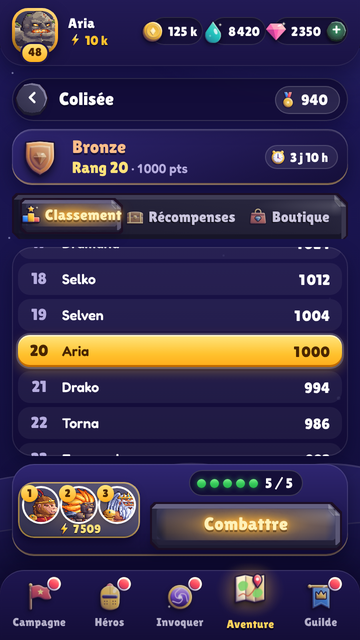 Aria
48
10 k
125 k
8420
2350
+
Colisée
940
Bronze
Rang 20 · 1000 pts
3 j 10 h
Classement
Récompenses
Boutique
18 Selko 1012
19 Selven 1004
20 Aria 1000
21 Drako 994
22 Torna 986
1 2 3
7509
5 / 5
Combattre
Campagne
Héros
Invoquer
Aventure
Guilde